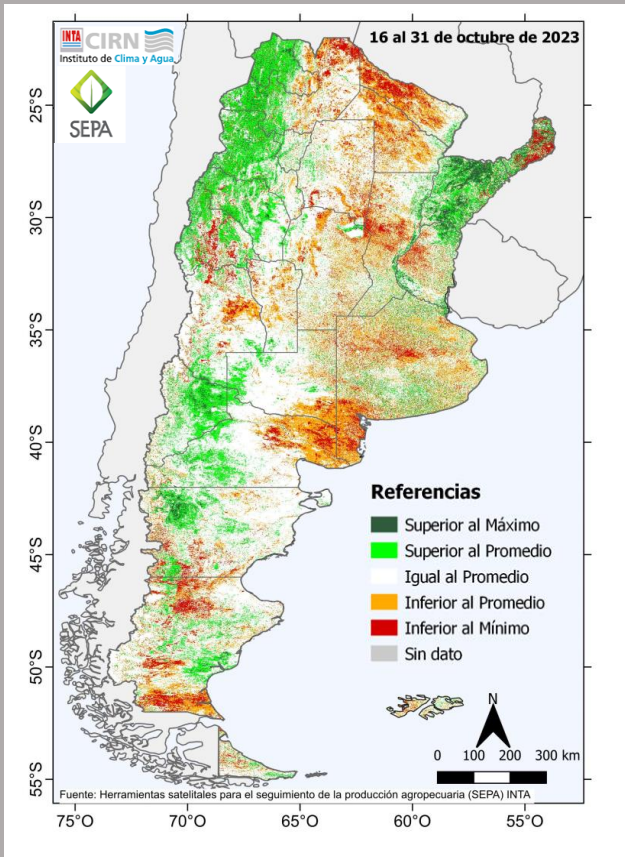 INTA CIRN
Instituto de Clima y Agua
SEPA
16 al 31 de octubre de 2023
25°S
30°S
35°S
40°S
45°S
50°S
55°S
Referencias
Superior al Máximo
Superior al Promedio
Igual al Promedio
Inferior al Promedio
Inferior al Mínimo
Sin dato
N
0 100 200 300 km
Fuente: Herramientas satelitales para el seguimiento de la producción agropecuaria (SEPA) INTA
75°O 70°O 65°O 60°O 55°O